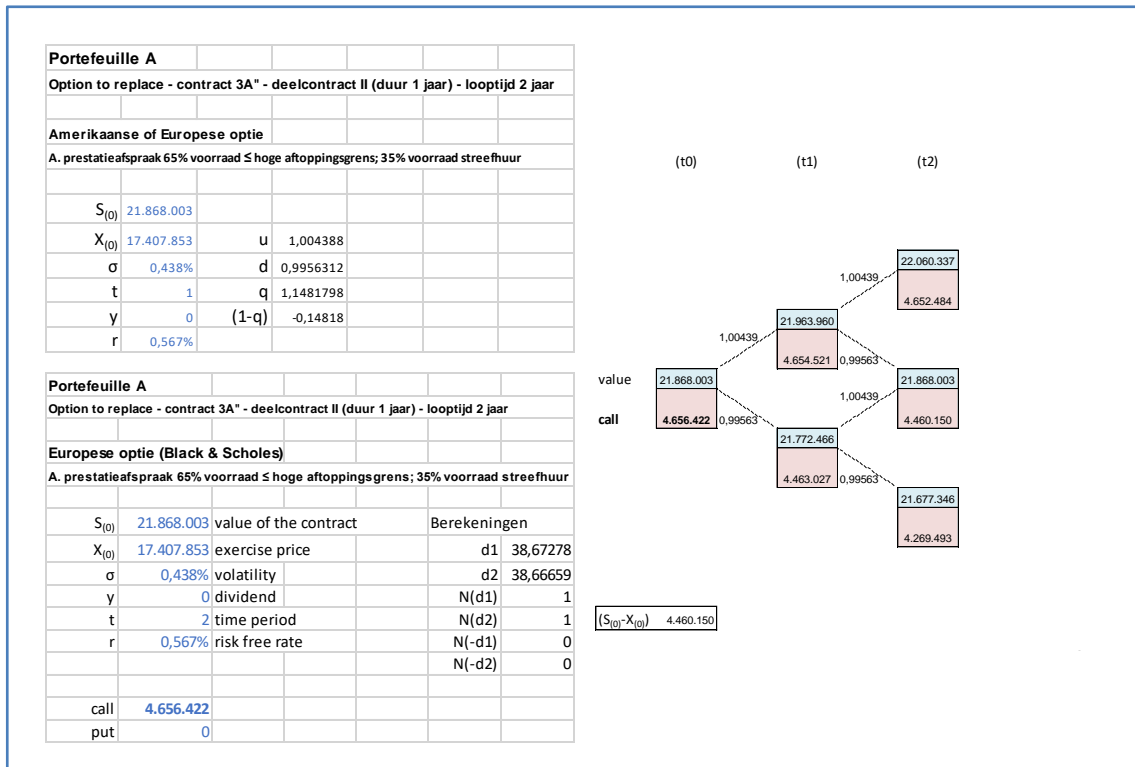 Portefeuille A
Option to replace - contract 3A" - deelcontract II (duur 1 jaar) - looptijd 2 jaar
Amerikaanse of Europese optie
A. prestatieafspraak 65% voorraad ≤ hoge aftoppingsgrens; 35% voorraad streefhuur
S(0) 21.868.003
X(0) 17.407.853 u 1,004388
σ 0,438% d 0,9956312
t 1 q 1,1481798
y 0 (1-q) -0,14818
r 0,567%
(t0) (t1) (t2)
22.060.337
1,00439
4.652.484
21.963.960
1,00439
4.654.521 0,99563
value 21.868.003 21.868.003
1,00439
call 4.656.422 0,99563 4.460.150
21.772.466
4.463.027 0,99563
21.677.346
4.269.493
Portefeuille A
Option to replace - contract 3A" - deelcontract II (duur 1 jaar) - looptijd 2 jaar
Europese optie (Black & Scholes)
A. prestatieafspraak 65% voorraad ≤ hoge aftoppingsgrens; 35% voorraad streefhuur
S(0) 21.868.003 value of the contract Berekeningen
X(0) 17.407.853 exercise price d1 38,67278
σ 0,438% volatility d2 38,66659
y 0 dividend N(d1) 1
t 2 time period N(d2) 1
r 0,567% risk free rate N(-d1) 0
N(-d2) 0
call 4.656.422
put 0
(S(0)-X(0)) 4.460.150